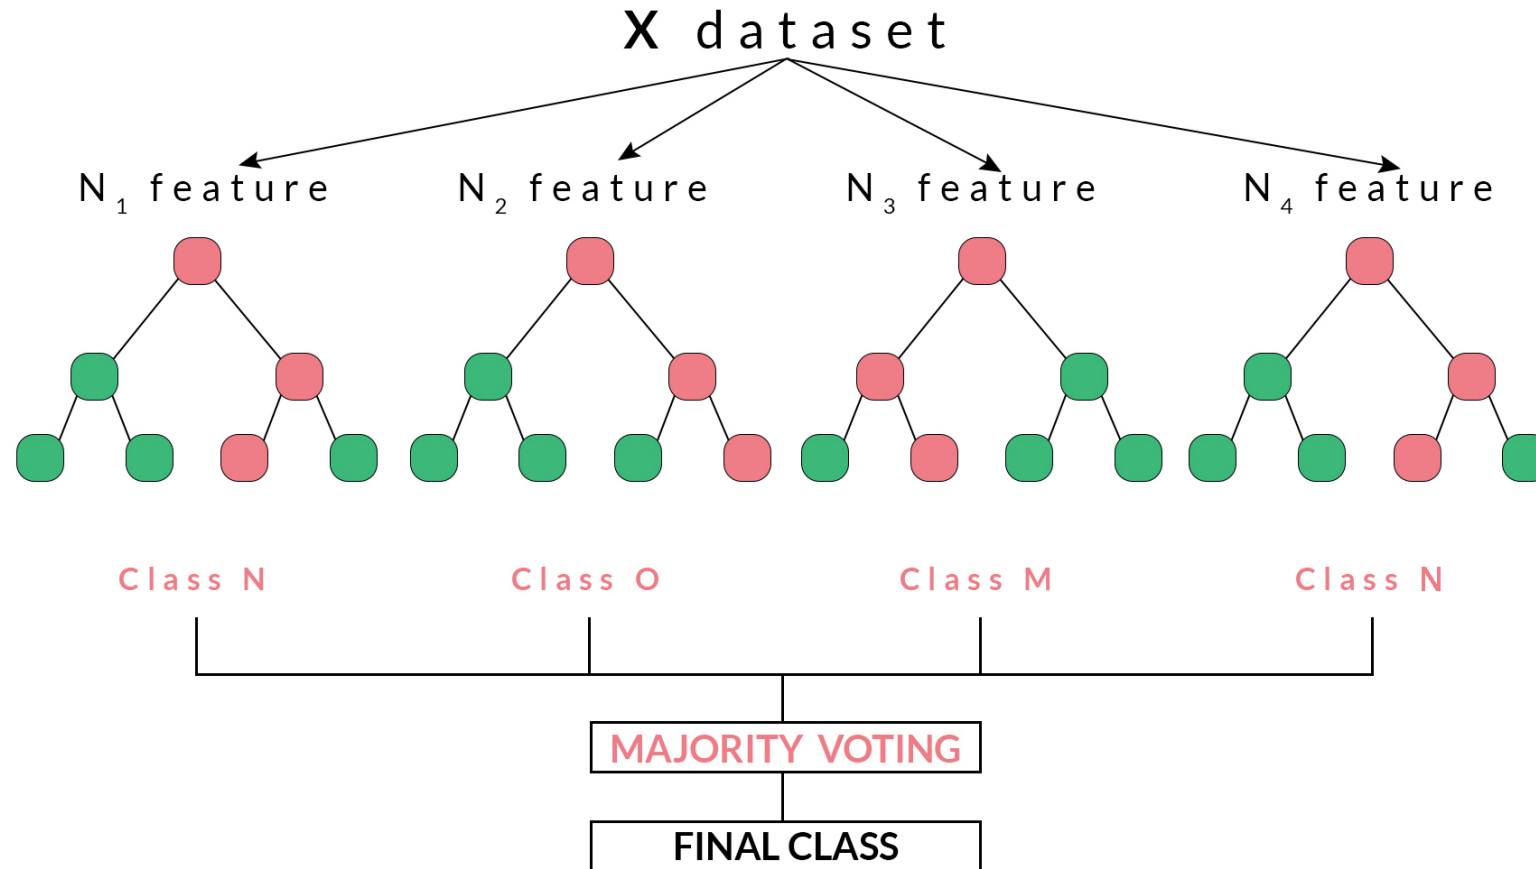 X dataset
N1 feature N2 feature N3 feature N4 feature
Class N Class O Class M Class N
MAJORITY VOTING
FINAL CLASS